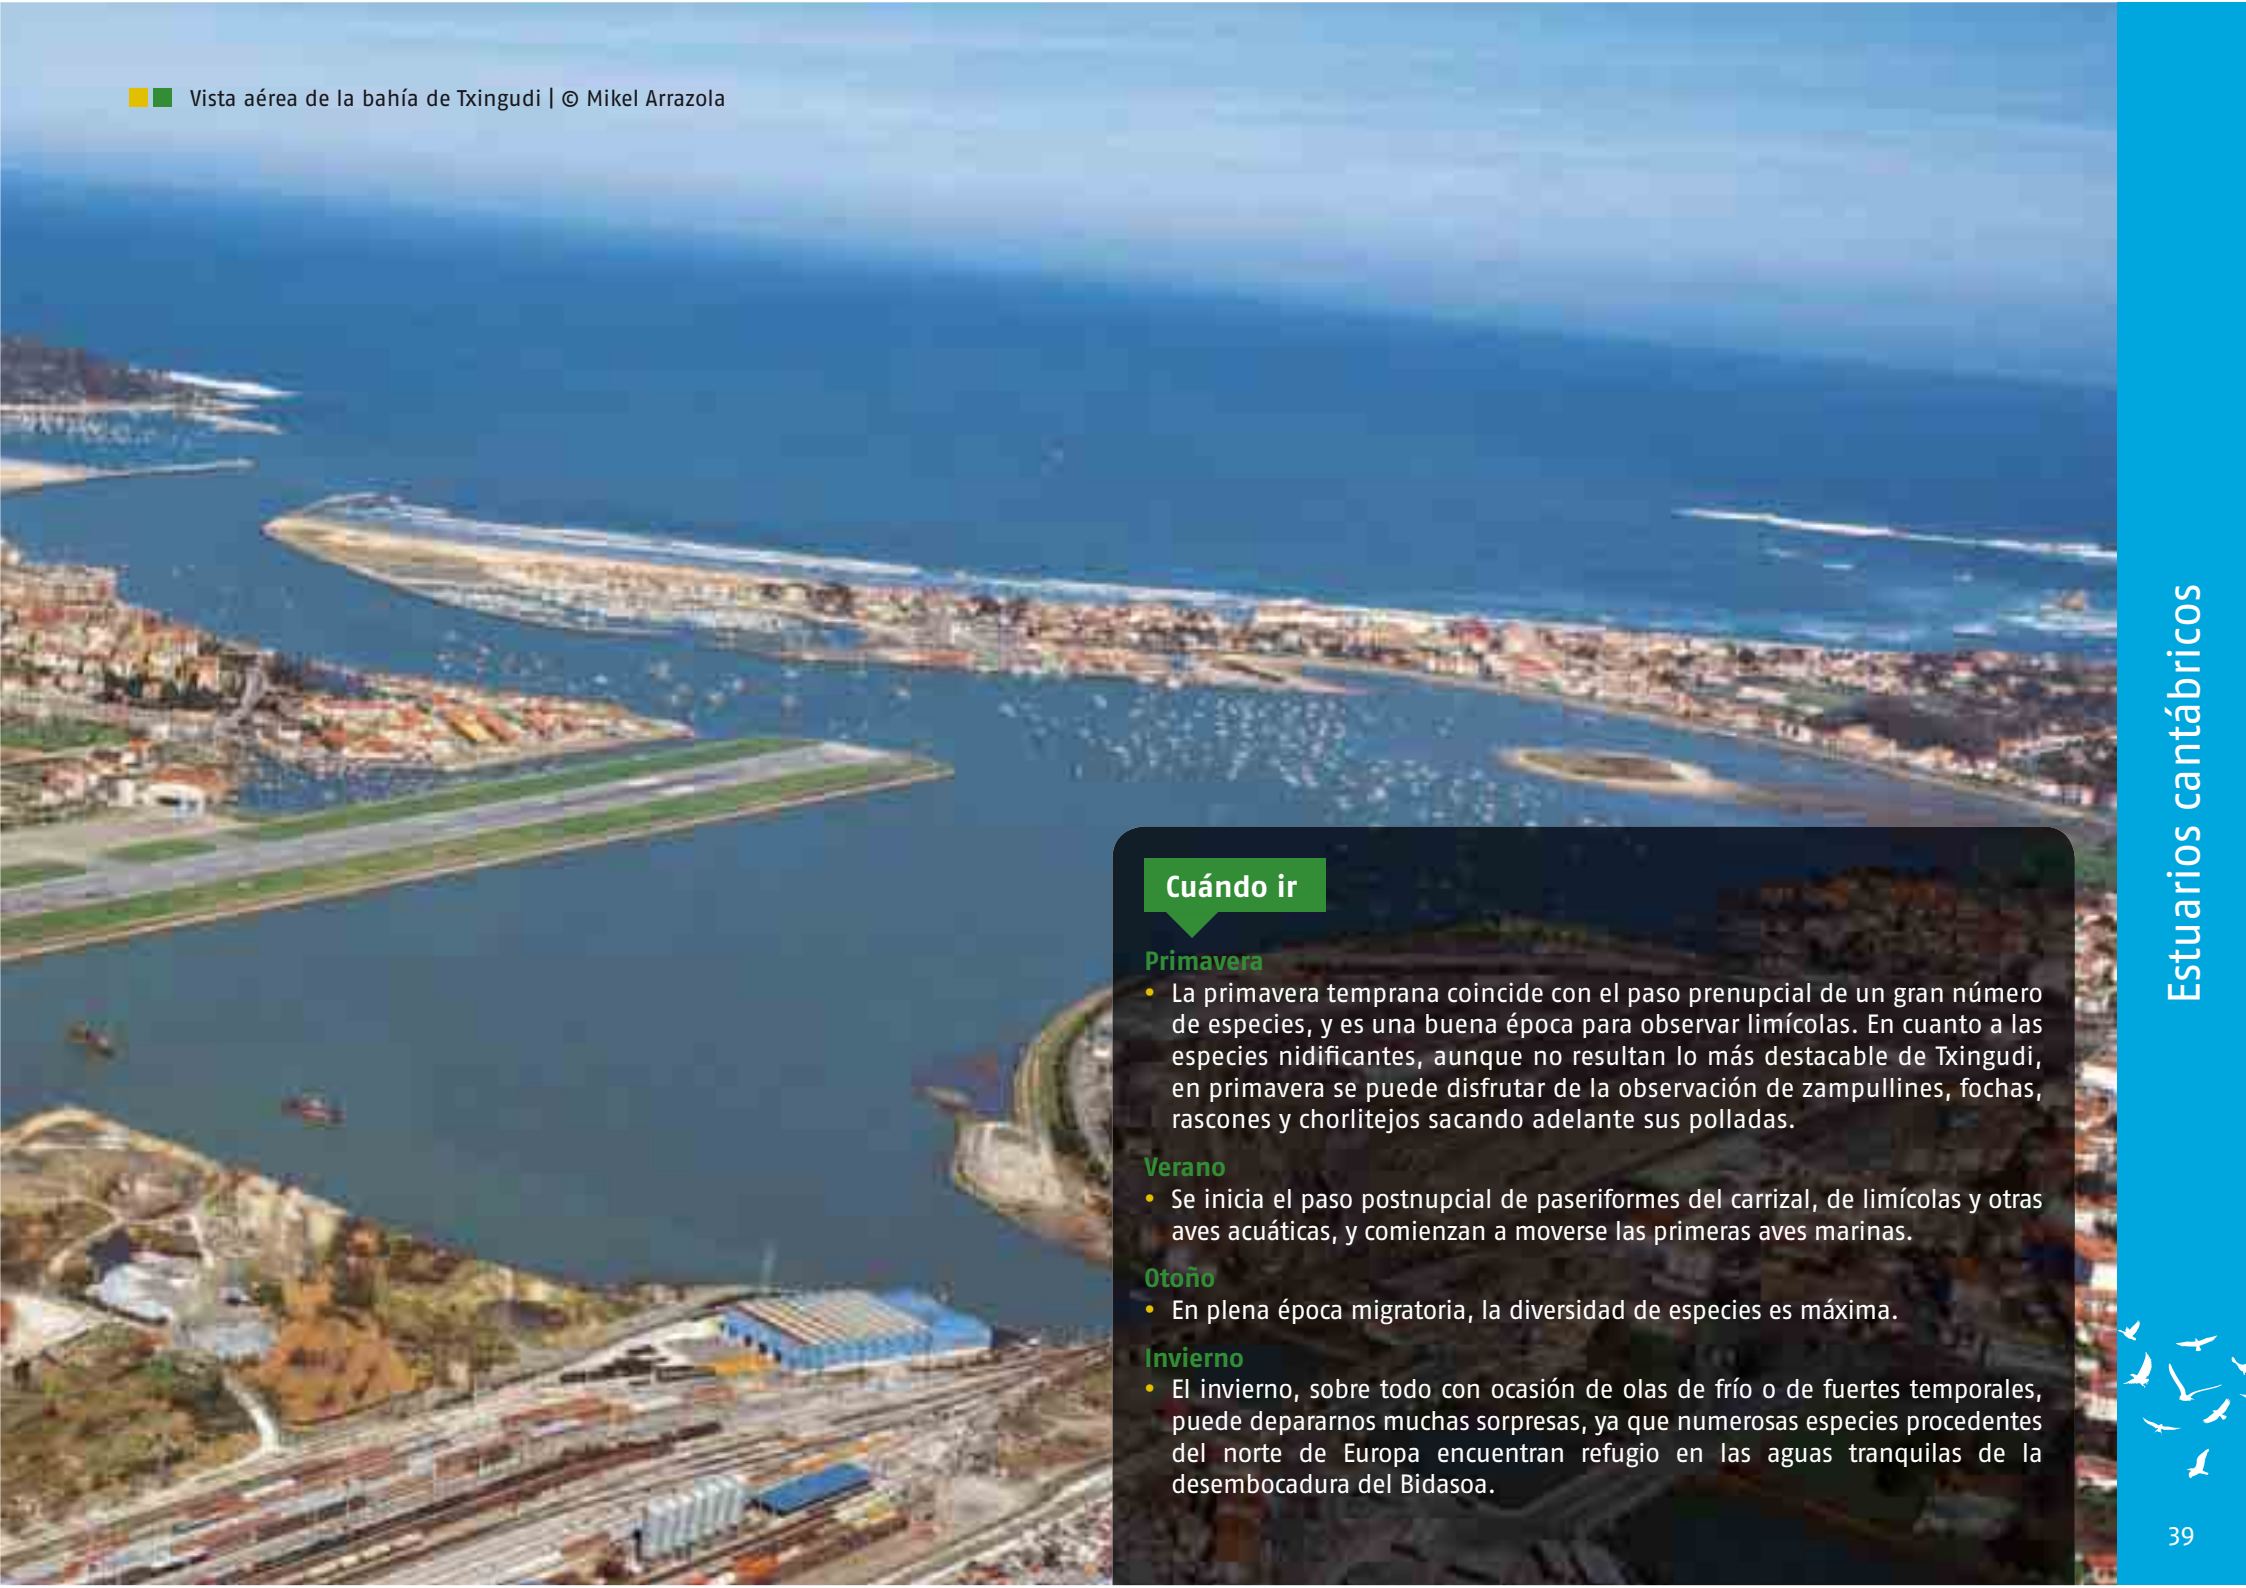 Vista aérea de la bahía de Txingudi | © Mikel Arrazola
Cuándo ir
Primavera
• La primavera temprana coincide con el paso prenupcial de un gran número
de especies, y es una buena época para observar limícolas. En cuanto a las
especies nidificantes, aunque no resultan lo más destacable de Txingudi,
en primavera se puede disfrutar de la observación de zampullines, fochas,
rascones y chorlitejos sacando adelante sus polladas.
Verano
• Se inicia el paso postnupcial de paseriformes del carrizal, de limícolas y otras
aves acuáticas, y comienzan a moverse las primeras aves marinas.
Otoño
• En plena época migratoria, la diversidad de especies es máxima.
Invierno
• El invierno, sobre todo con ocasión de olas de frío o de fuertes temporales,
puede depararnos muchas sorpresas, ya que numerosas especies procedentes
del norte de Europa encuentran refugio en las aguas tranquilas de la
desembocadura del Bidasoa.
Estuarios cantábricos
39